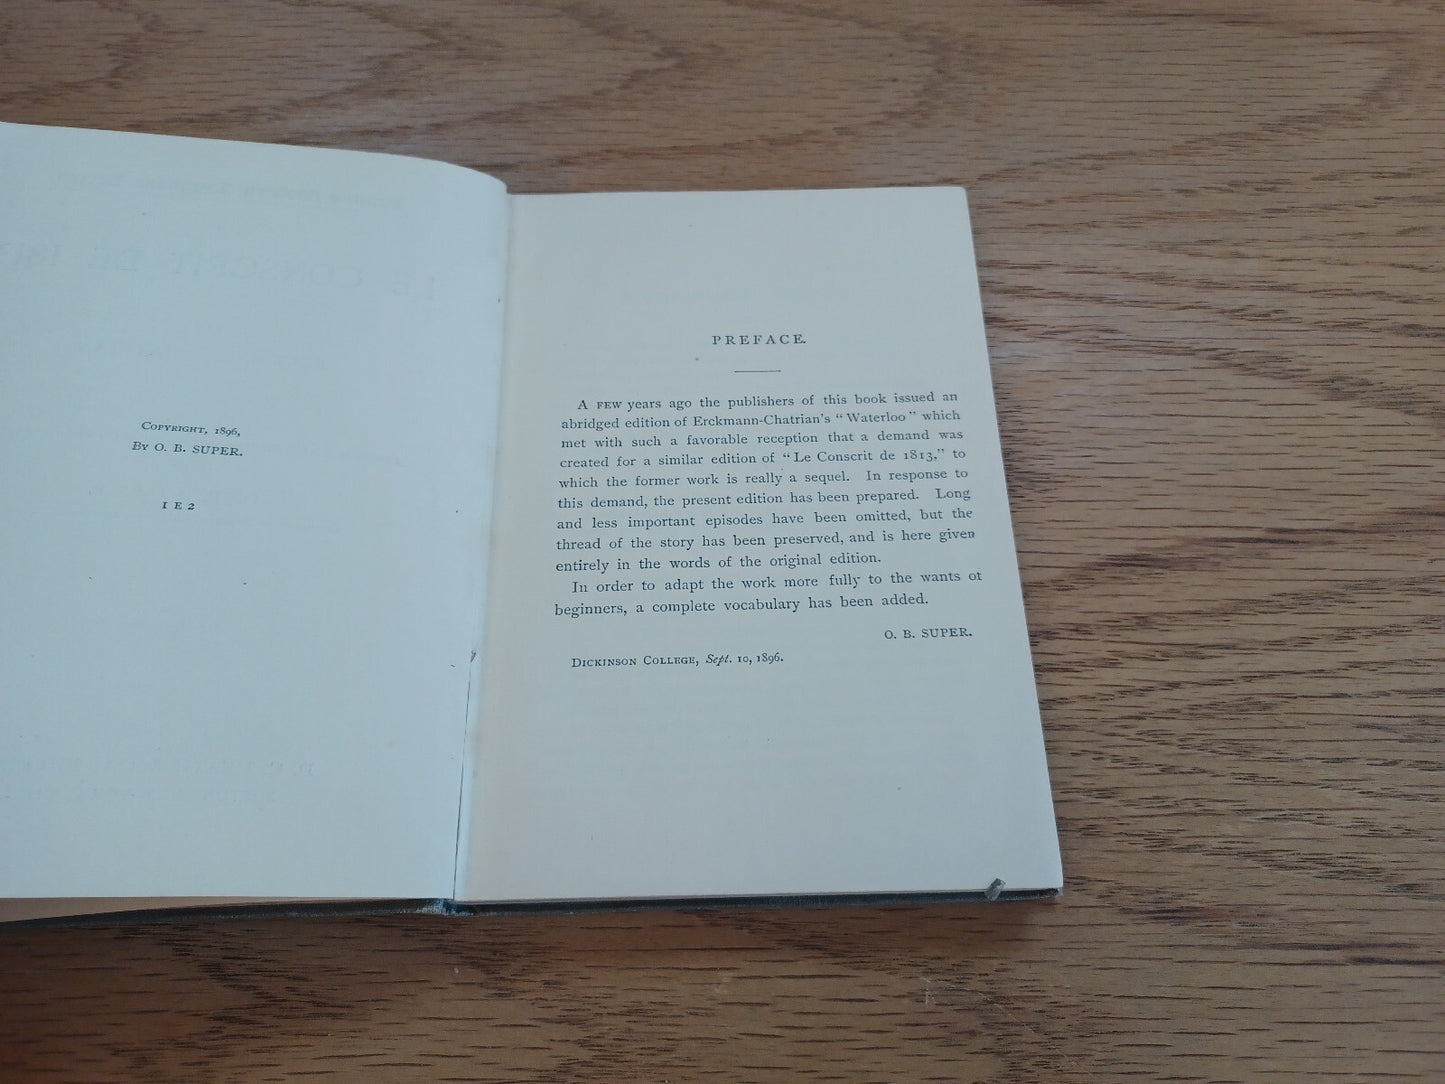 Copyright, 1896,
By O. B. SUPER.
1 E 2
PREFACE.
A FEW years ago the publishers of this book issued an
abridged edition of Erckmann-Chatrian's "Waterloo" which
met with such a favorable reception that a demand was
created for a similar edition of "Le Conscrit de 1813," to
which the former work is really a sequel. In response to
this demand, the present edition has been prepared. Long
and less important episodes have been omitted, but the
thread of the story has been preserved, and is here given
entirely in the words of the original edition.
In order to adapt the work more fully to the wants of
beginners, a complete vocabulary has been added.
O. B. SUPER.
DICKINSON COLLEGE, Sept. 10, 1896.